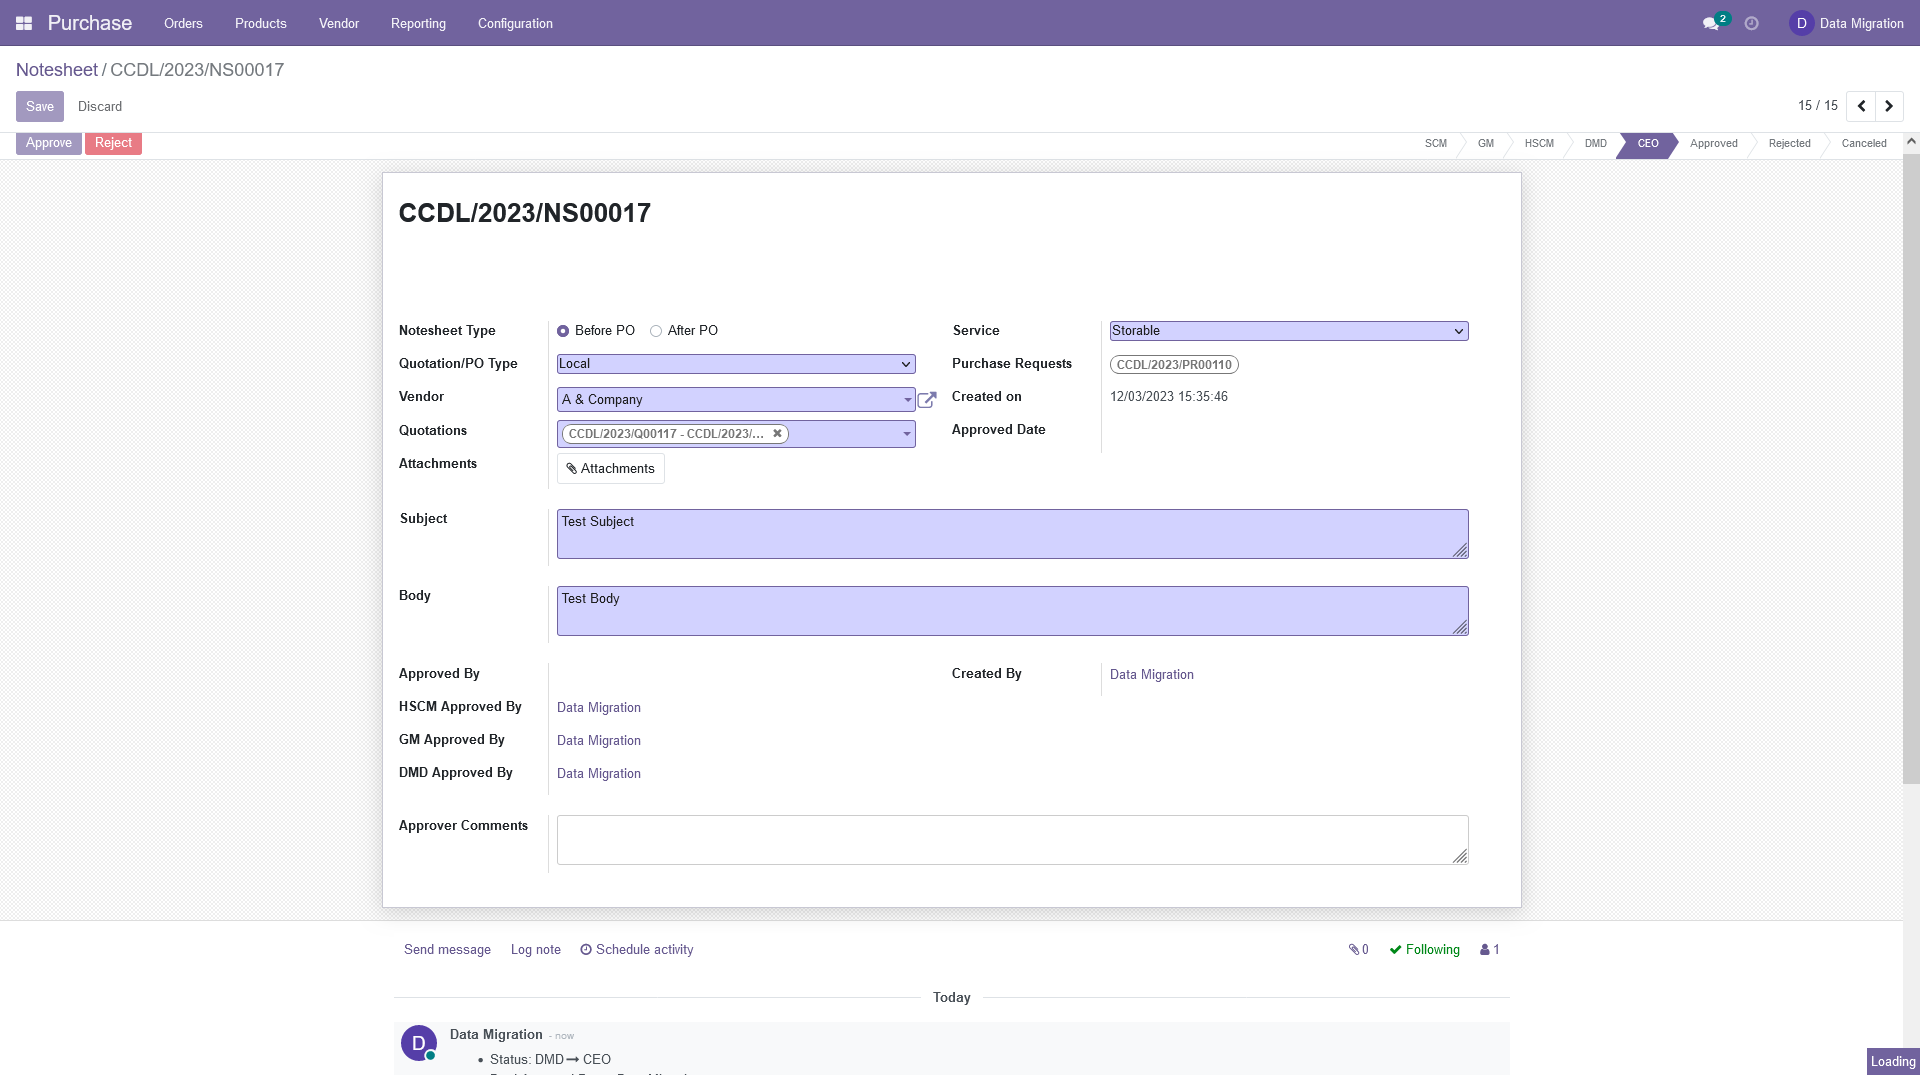 Purchase Orders Products Vendor Reporting Configuration 2 D Data Migration
Notesheet / CCDL/2023/NS00017
Save Discard 15 / 15
Approve Reject SCM GM HSCM DMD CEO Approved Rejected Canceled
CCDL/2023/NS00017
Notesheet Type Before PO After PO Service Storable
Quotation/PO Type Local Purchase Requests CCDL/2023/PR00110
Vendor A & Company Created on 12/03/2023 15:35:46
Quotations CCDL/2023/Q00117 - CCDL/2023/... Approved Date
Attachments Attachments
Subject Test Subject
Body Test Body
Approved By Created By Data Migration
HSCM Approved By Data Migration
GM Approved By Data Migration
DMD Approved By Data Migration
Approver Comments
Send message Log note Schedule activity 0 Following 1
Today
D Data Migration - now
• Status: DMD → CEO
Loading